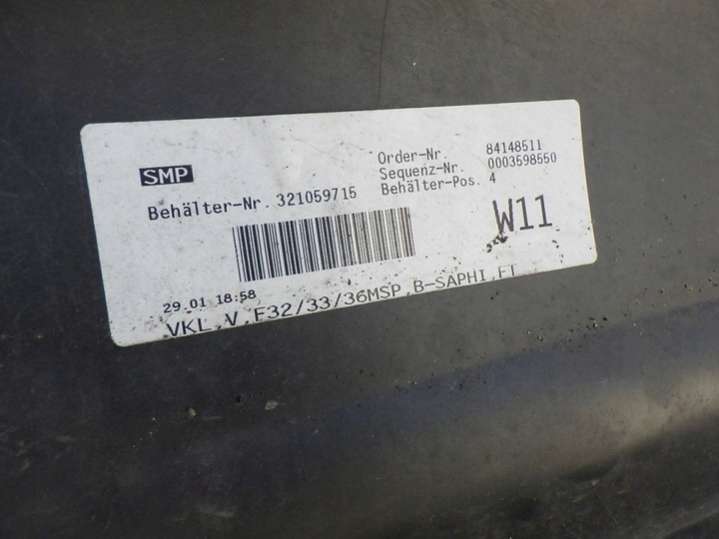 SMP
Order-Nr. 84148511
Sequenz-Nr. 0003598550
Behälter-Nr. 321059715
Behälter-Pos. 4
W11
29.01 18:58
VKL.V.F32/33/36MSP B-SAPHI FT